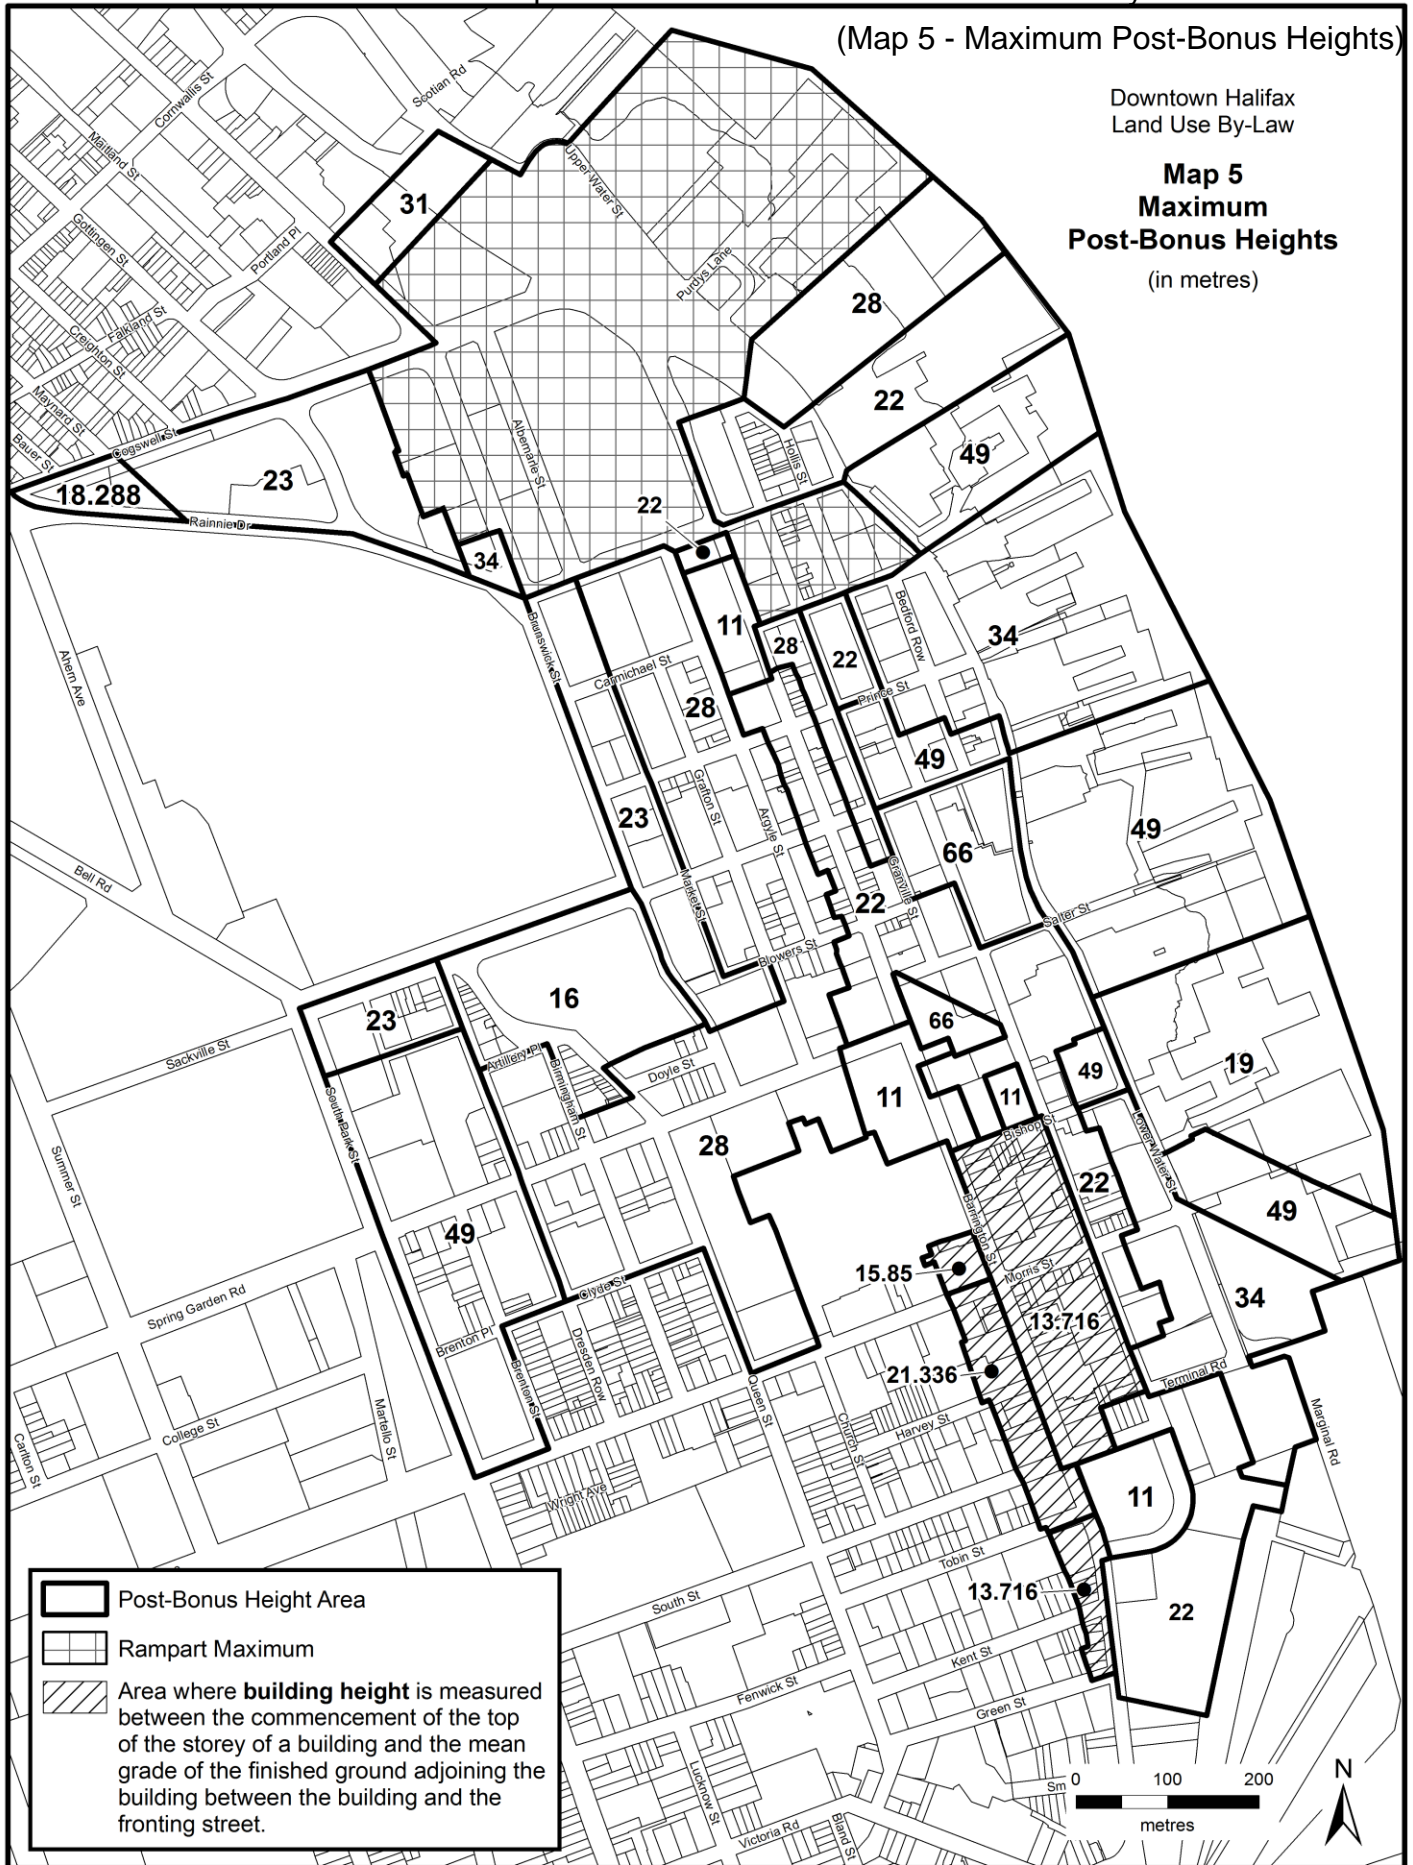 (Map 5 - Maximum Post-Bonus Heights)
Downtown Halifax
Land Use By-Law
Map 5
Maximum
Post-Bonus Heights
(in metres)
Scotian Rd
Cornwallis St
Maitland St
Upper Water St
31
Gottingen St
Portland Pl
Purdys Lane
28
Falkland St
Creighton St
22
Maynard St
Albemarle St
Bauer St
Cogswell St
Hollis St
49
23
18.288
22
Rainnie Dr
34
Brunswick St
11
28
22
Bedford Row
34
Ahern Ave
Carmichael St
Prince St
28
49
Grafton St
Argyle St
23
49
66
Bell Rd
Market St
Granville St
22
Salter St
Blowers St
16
23
66
Sackville St
Artillery Pl
Birmingham St
Doyle St
49
19
11
11
South Park St
Bishop St
Lower Water St
28
Summer St
22
49
Barrington St
49
15.85
Morris St
Clyde St
34
Spring Garden Rd
13.716
Brenton Pl
Dresden Row
21.336
Terminal Rd
Brenton St
Queen St
Martello St
Church St
Harvey St
College St
Marginal Rd
Carlton St
Wright Ave
11
Tobin St
13.716
South St
22
Kent St
Fenwick St
Green St
Lucknow St
Victoria Rd
Bland St
Sm
Post-Bonus Height Area
Rampart Maximum
Area where building height is measured
between the commencement of the top
of the storey of a building and the mean
grade of the finished ground adjoining the
building between the building and the
fronting street.
0 100 200
metres
N